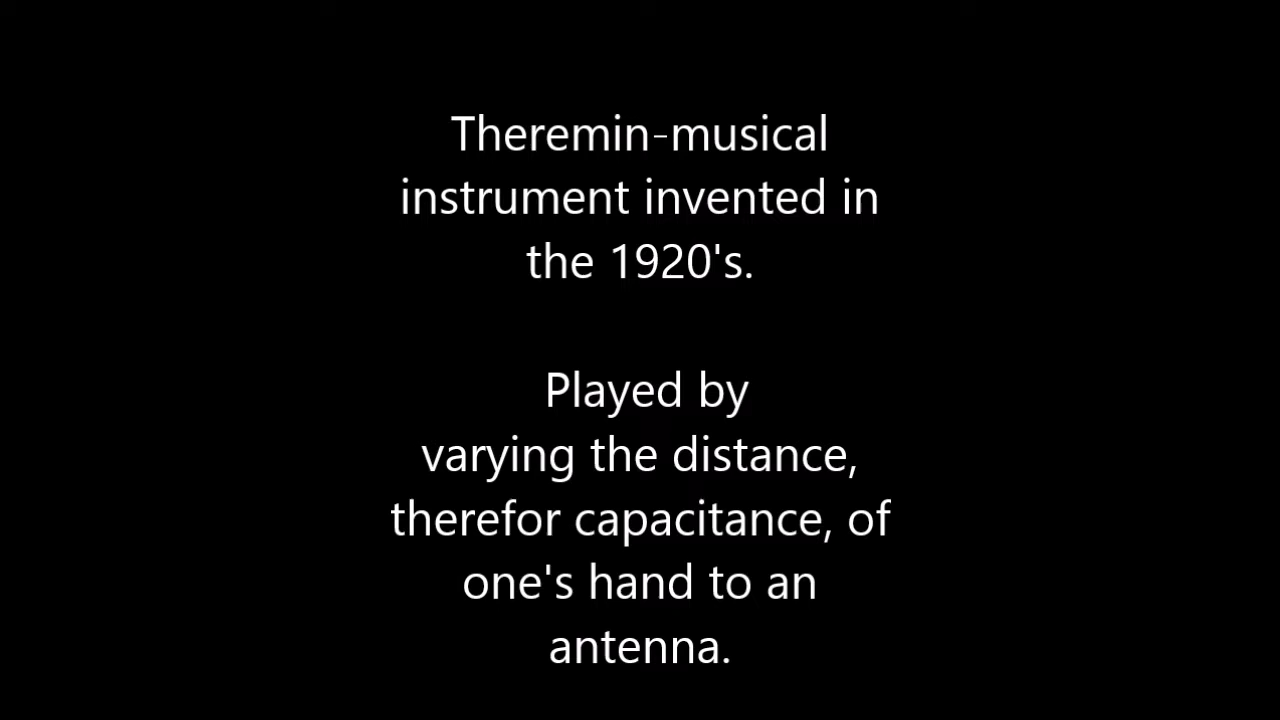 Theremin-musical
instrument invented in
the 1920's.
Played by
varying the distance,
therefor capacitance, of
one's hand to an
antenna.